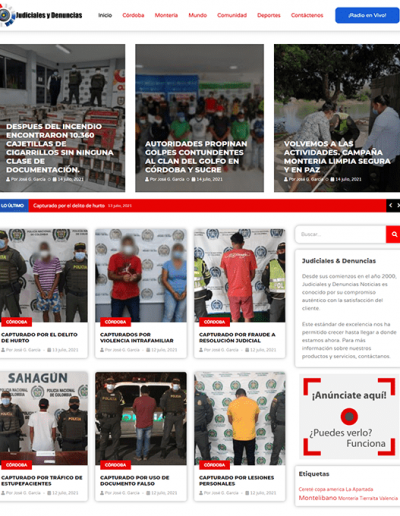 Judiciales y Denuncias
Inicio Córdoba Montería Mundo Comunidad Deportes Contáctenos
¡Radio en Vivo!
DESPUES DEL INCENDIO
ENCONTRARON 10.360
CAJETILLAS DE
CIGARRILLOS SIN NINGUNA
CLASE DE
DOCUMENTACIÓN.
Por José G. García 14 julio, 2021
AUTORIDADES PROPINAN
GOLPES CONTUNDENTES
AL CLAN DEL GOLFO EN
CÓRDOBA Y SUCRE
Por José G. García 14 julio, 2021
VOLVEMOS A LAS
ACTIVIDADES. CAMPAÑA
MONTERIA LIMPIA SEGURA
Y EN PAZ
Por José G. García 14 julio, 2021
LO ÚLTIMO
Capturado por el delito de hurto 13 julio, 2021
CÓRDOBA
CAPTURADO POR EL DELITO
DE HURTO
Por José G. García 13 julio, 2021
CÓRDOBA
CAPTURADOS POR
VIOLENCIA INTRAFAMILIAR
Por José G. García 12 julio, 2021
CÓRDOBA
CAPTURADO POR FRAUDE A
RESOLUCIÓN JUDICIAL
Por José G. García 12 julio, 2021
SAHAGÚN
CÓRDOBA
CAPTURADO POR TRÁFICO DE
ESTUPEFACIENTES
Por José G. García 12 julio, 2021
CÓRDOBA
CAPTURADO POR USO DE
DOCUMENTO FALSO
Por José G. García 12 julio, 2021
CÓRDOBA
CAPTURADO POR LESIONES
PERSONALES
Por José G. García 12 julio, 2021
Buscar...
Judiciales & Denuncias
Desde sus comienzos en el año 2000,
Judiciales y Denuncias Noticias es
conocido por su compromiso
auténtico con la satisfacción del
cliente
Este estándar de excelencia nos ha
permitido crecer hasta llegar a donde
estamos ahora. Para más
información sobre nuestros
productos y servicios, contáctanos.
¡Anúnciate aquí!
¿Puedes verlo?
Funciona
Etiquetas
Cerete copa america La Apartada
Montelibano Montería Tierralta Valencia